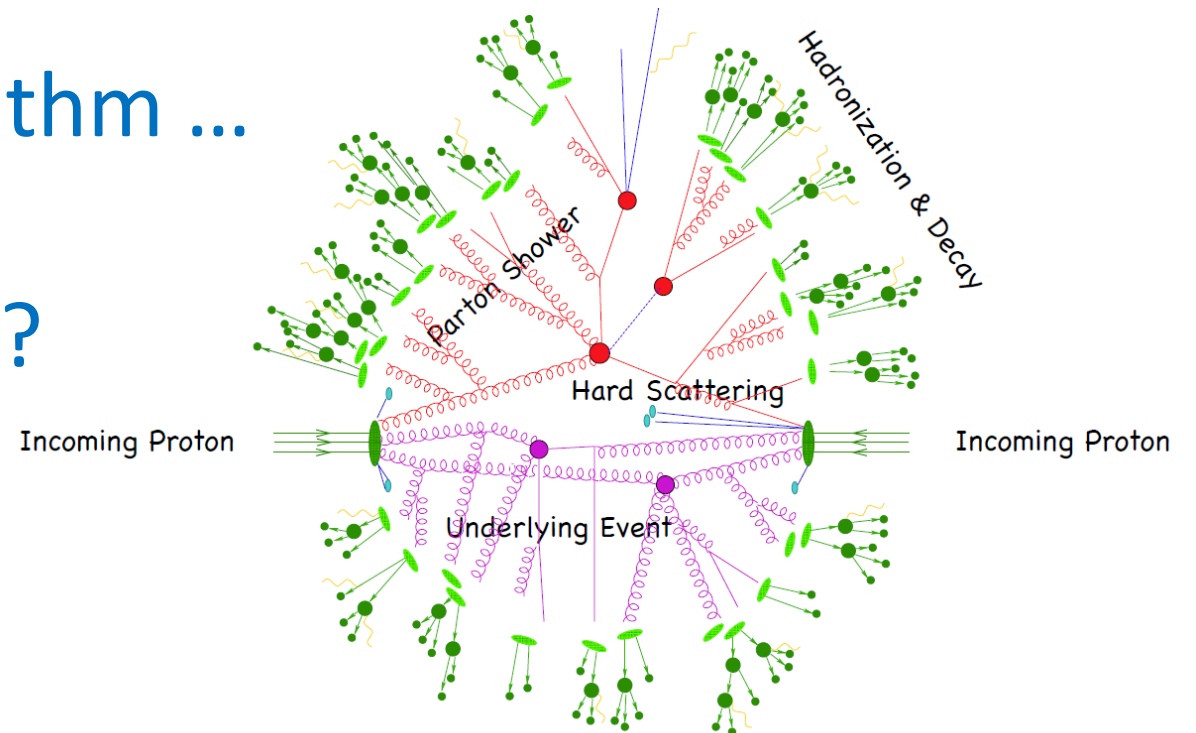 thm ...
?
Hadronization & Decay
Parton Shower
Hard Scattering
Incoming Proton
Incoming Proton
Underlying Event